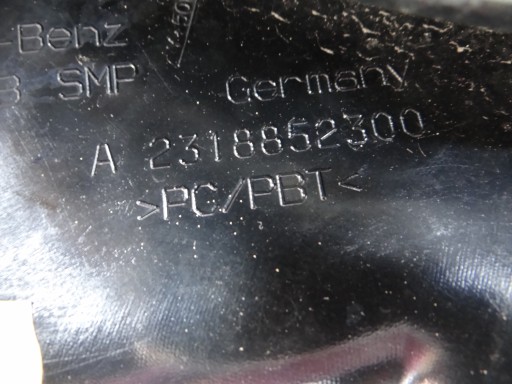 -Benz
SMP Germany
A 2318852300
>PC/PBT<